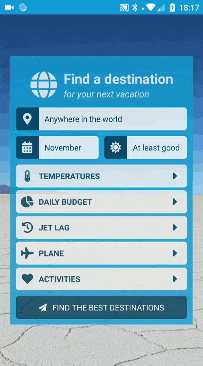 18:17
Find a destination
for your next vacation
Anywhere in the world
November
At least good
TEMPERATURES
DAILY BUDGET
JET LAG
PLANE
ACTIVITIES
FIND THE BEST DESTINATIONS